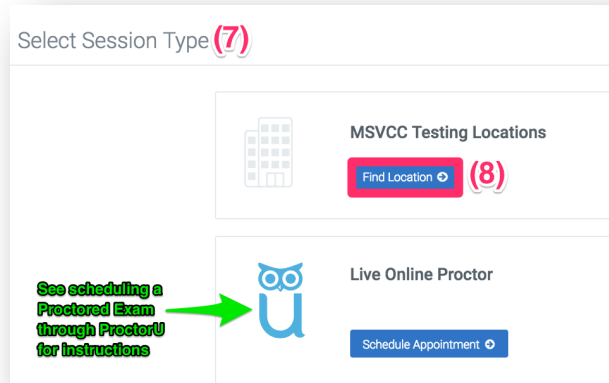 Select Session Type (7)
MSVCC Testing Locations
Find Location (8)
Live Online Proctor
See scheduling a
Proctored Exam
through ProctorU
for instructions
u
Schedule Appointment